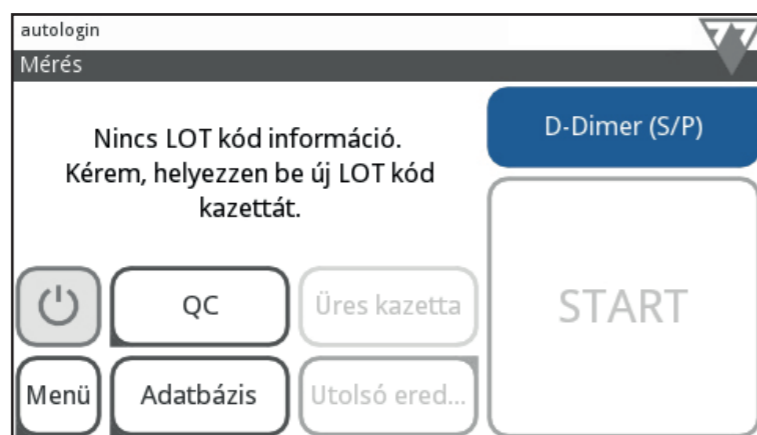 autologin
Mérés
Nincs LOT kód információ.
Kérem, helyezzen be új LOT kód
kazettát.
D-Dimer (S/P)
QC
Üres kazetta
START
Menü
Adatbázis
Utolsó ered...